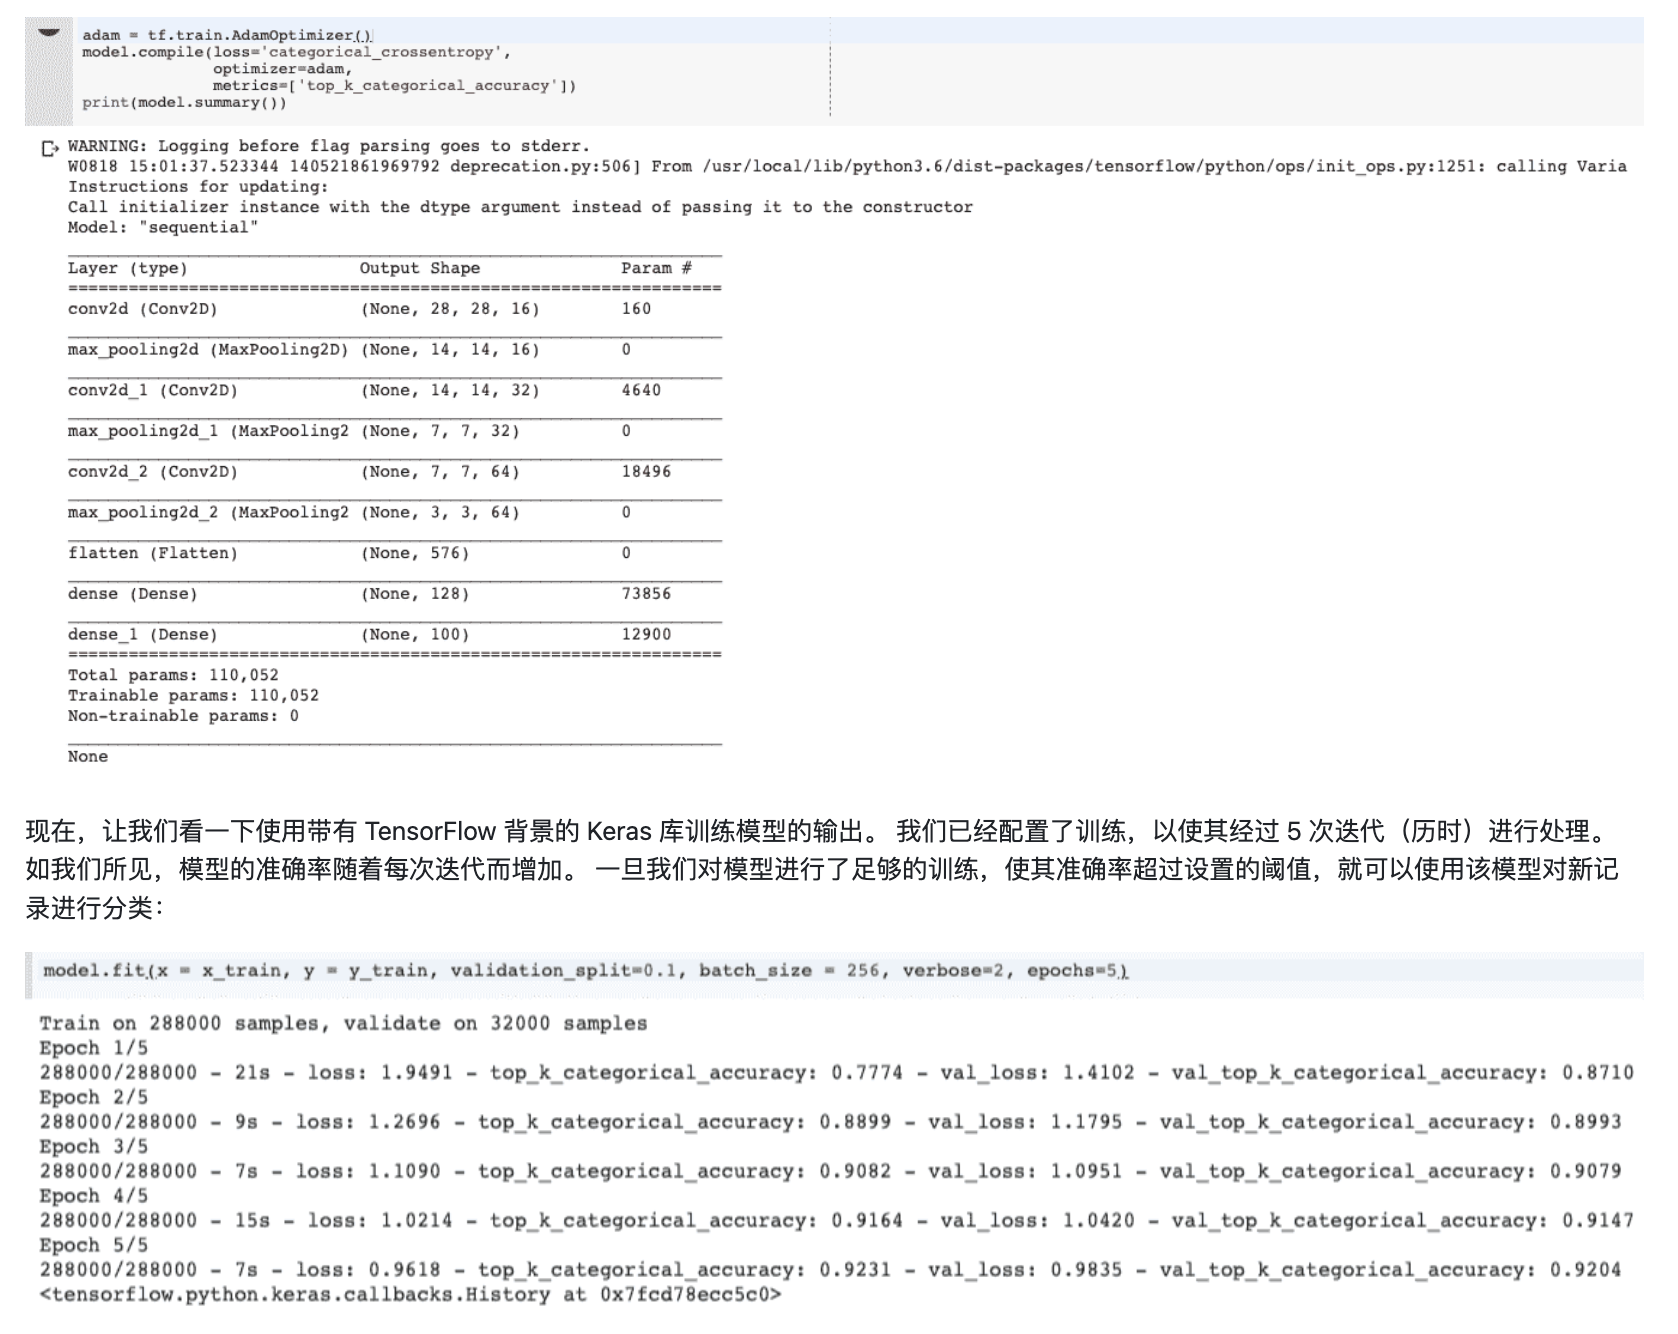 adam = tf.train.AdamOptimizer()
model.compile(loss='categorical_crossentropy',
              optimizer=adam,
              metrics=['top_k_categorical_accuracy'])
print(model.summary())
WARNING: Logging before flag parsing goes to stderr.
W0818 15:01:37.523344 140521861969792 deprecation.py:506] From /usr/local/lib/python3.6/dist-packages/tensorflow/python/ops/init_ops.py:1251: calling Varia
Instructions for updating:
Call initializer instance with the dtype argument instead of passing it to the constructor
Model: "sequential"
Layer (type)                 Output Shape              Param #
=================================================================
conv2d (Conv2D)              (None, 28, 28, 16)        160
max_pooling2d (MaxPooling2D) (None, 14, 14, 16)        0
conv2d_1 (Conv2D)            (None, 14, 14, 32)        4640
max_pooling2d_1 (MaxPooling2 (None, 7, 7, 32)          0
conv2d_2 (Conv2D)            (None, 7, 7, 64)          18496
max_pooling2d_2 (MaxPooling2 (None, 3, 3, 64)          0
flatten (Flatten)            (None, 576)               0
dense (Dense)                (None, 128)               73856
dense_1 (Dense)              (None, 100)               12900
=================================================================
Total params: 110,052
Trainable params: 110,052
Non-trainable params: 0
None
现在，让我们看一下使用带有 TensorFlow 背景的 Keras 库训练模型的输出。 我们已经配置了训练，以使其经过 5 次迭代（历时）进行处理。
如我们所见，模型的准确率随着每次迭代而增加。 一旦我们对模型进行了足够的训练，使其准确率超过设置的阈值，就可以使用该模型对新记
录进行分类：
model.fit(x = x_train, y = y_train, validation_split=0.1, batch_size = 256, verbose=2, epochs=5)
Train on 288000 samples, validate on 32000 samples
Epoch 1/5
288000/288000 - 21s - loss: 1.9491 - top_k_categorical_accuracy: 0.7774 - val_loss: 1.4102 - val_top_k_categorical_accuracy: 0.8710
Epoch 2/5
288000/288000 - 9s - loss: 1.2696 - top_k_categorical_accuracy: 0.8899 - val_loss: 1.1795 - val_top_k_categorical_accuracy: 0.8993
Epoch 3/5
288000/288000 - 7s - loss: 1.1090 - top_k_categorical_accuracy: 0.9082 - val_loss: 1.0951 - val_top_k_categorical_accuracy: 0.9079
Epoch 4/5
288000/288000 - 15s - loss: 1.0214 - top_k_categorical_accuracy: 0.9164 - val_loss: 1.0420 - val_top_k_categorical_accuracy: 0.9147
Epoch 5/5
288000/288000 - 7s - loss: 0.9618 - top_k_categorical_accuracy: 0.9231 - val_loss: 0.9835 - val_top_k_categorical_accuracy: 0.9204
<tensorflow.python.keras.callbacks.History at 0x7fcd78ecc5c0>